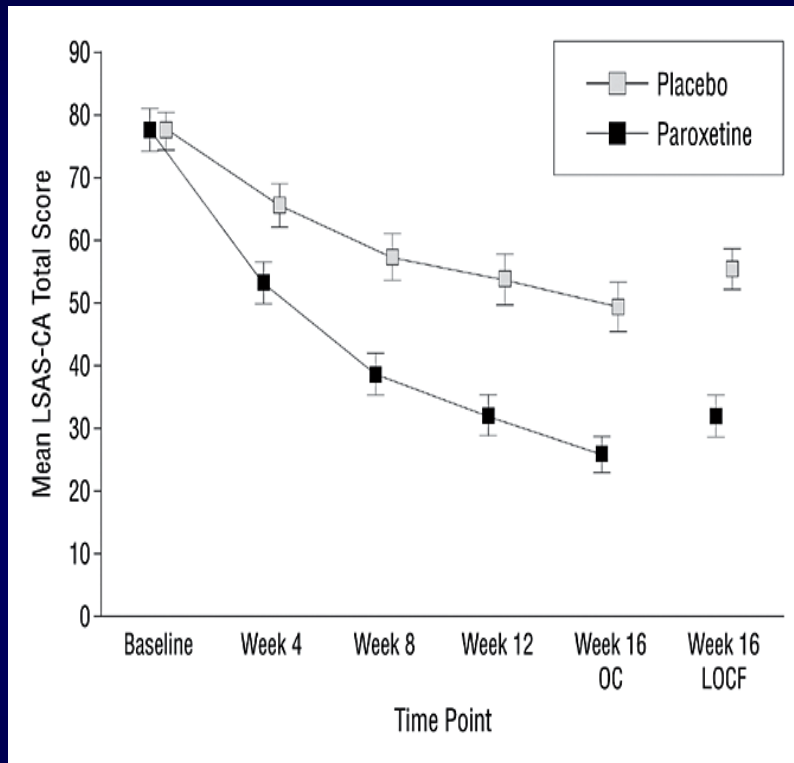 90
80
70
60
50
40
30
20
10
0
Mean LSAS-CA Total Score
Placebo
Paroxetine
Baseline
Week 4
Week 8
Week 12
Week 16
OC
Week 16
LOCF
Time Point